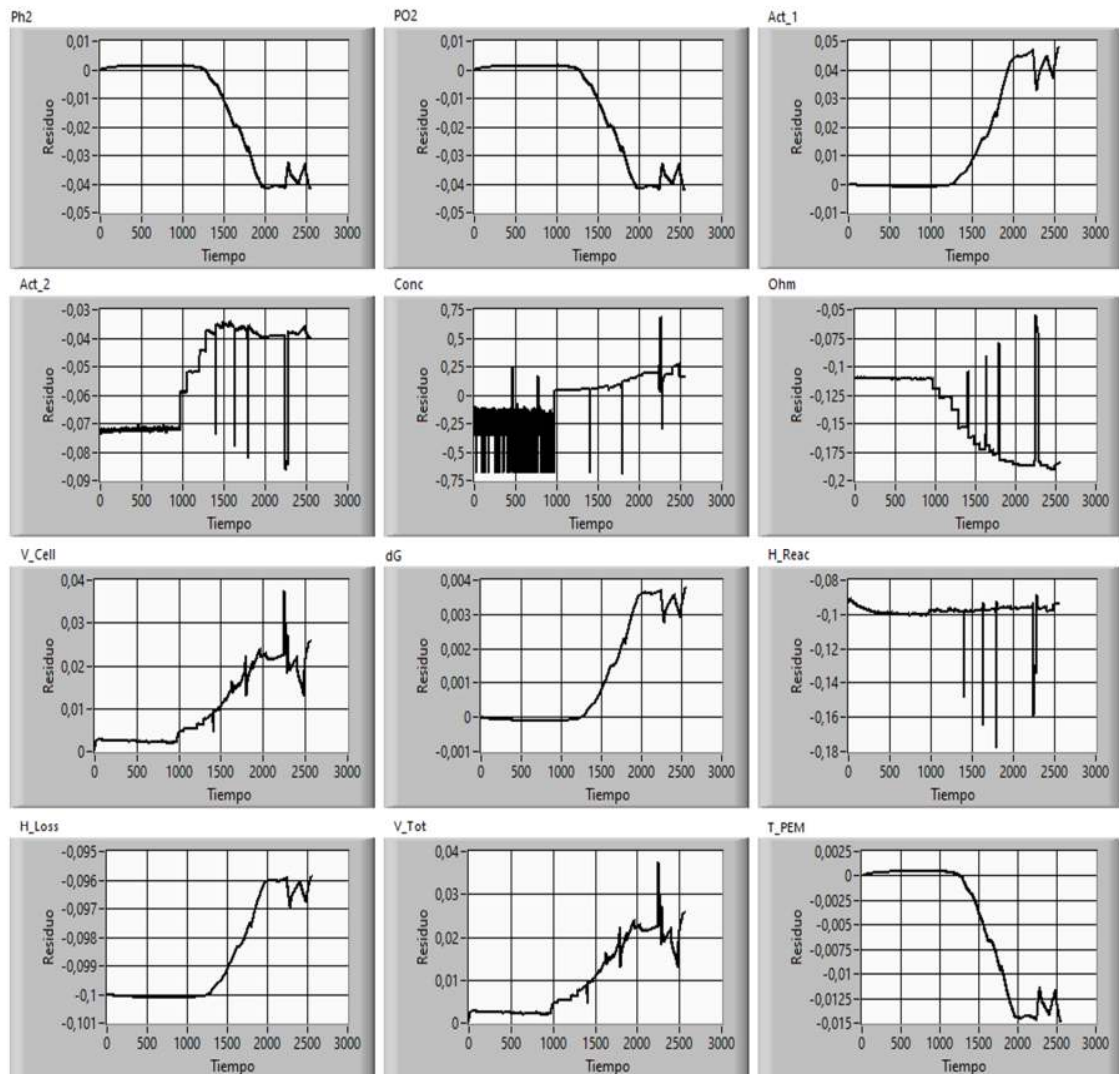 Ph2
0,01
0
-0,01
-0,02
-0,03
-0,04
-0,05
Residuo
0 500 1000 1500 2000 2500 3000
Tiempo
PO2
0,01
0
-0,01
-0,02
-0,03
-0,04
-0,05
Residuo
0 500 1000 1500 2000 2500 3000
Tiempo
Act_1
0,05
0,04
0,03
0,02
0,01
0
-0,01
Residuo
0 500 1000 1500 2000 2500 3000
Tiempo
Act_2
-0,03
-0,04
-0,05
-0,06
-0,07
-0,08
-0,09
Residuo
0 500 1000 1500 2000 2500 3000
Tiempo
Conc
0,75
0,5
0,25
0
-0,25
-0,5
-0,75
Residuo
0 500 1000 1500 2000 2500 3000
Tiempo
Ohm
-0,05
-0,075
-0,1
-0,125
-0,15
-0,175
-0,2
Residuo
0 500 1000 1500 2000 2500 3000
Tiempo
V_Cell
0,04
0,03
0,02
0,01
0
Residuo
0 500 1000 1500 2000 2500 3000
Tiempo
dG
0,004
0,003
0,002
0,001
0
-0,001
Residuo
0 500 1000 1500 2000 2500 3000
Tiempo
H_Reac
-0,08
-0,1
-0,12
-0,14
-0,16
-0,18
Residuo
0 500 1000 1500 2000 2500 3000
Tiempo
H_Loss
-0,095
-0,096
-0,097
-0,098
-0,099
-0,1
-0,101
Residuo
0 500 1000 1500 2000 2500 3000
Tiempo
V_Tot
0,04
0,03
0,02
0,01
0
Residuo
0 500 1000 1500 2000 2500 3000
Tiempo
T_PEM
0,0025
0
-0,0025
-0,005
-0,0075
-0,01
-0,0125
-0,015
Residuo
0 500 1000 1500 2000 2500 3000
Tiempo